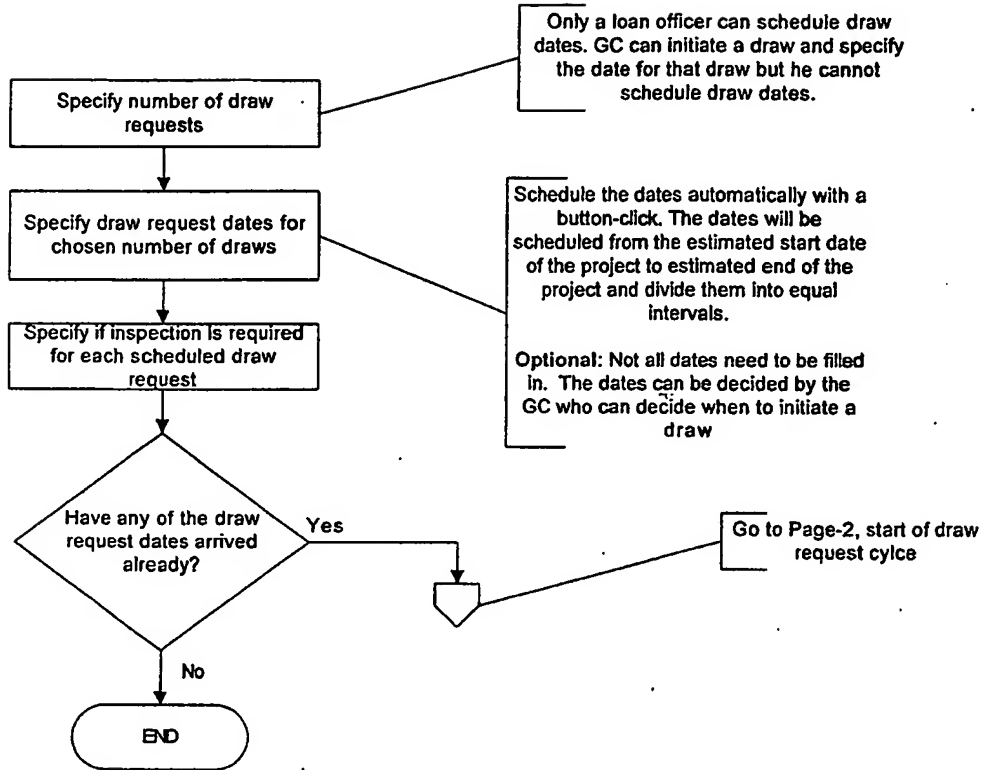 Only a loan officer can schedule draw
dates. GC can initiate a draw and specify
the date for that draw but he cannot
schedule draw dates.
Specify number of draw
requests
Specify draw request dates for
chosen number of draws
Schedule the dates automatically with a
button-click. The dates will be
scheduled from the estimated start date
of the project to estimated end of the
project and divide them into equal
intervals.
Optional: Not all dates need to be filled
in. The dates can be decided by the
GC who can decide when to initiate a
draw
Specify if inspection is required
for each scheduled draw
request
Have any of the draw
request dates arrived
already?
Yes
Go to Page-2, start of draw
request cylce
No
END